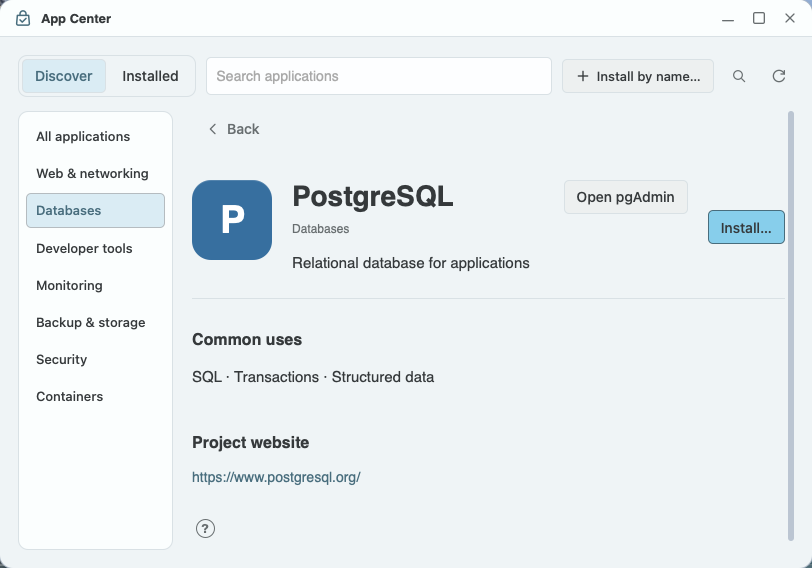 App Center
Discover
Installed
Search applications
Install by name...
All applications
Web & networking
Databases
Developer tools
Monitoring
Backup & storage
Security
Containers
Back
P
PostgreSQL
Databases
Relational database for applications
Open pgAdmin
Install...
Common uses
SQL · Transactions · Structured data
Project website
https://www.postgresql.org/
?